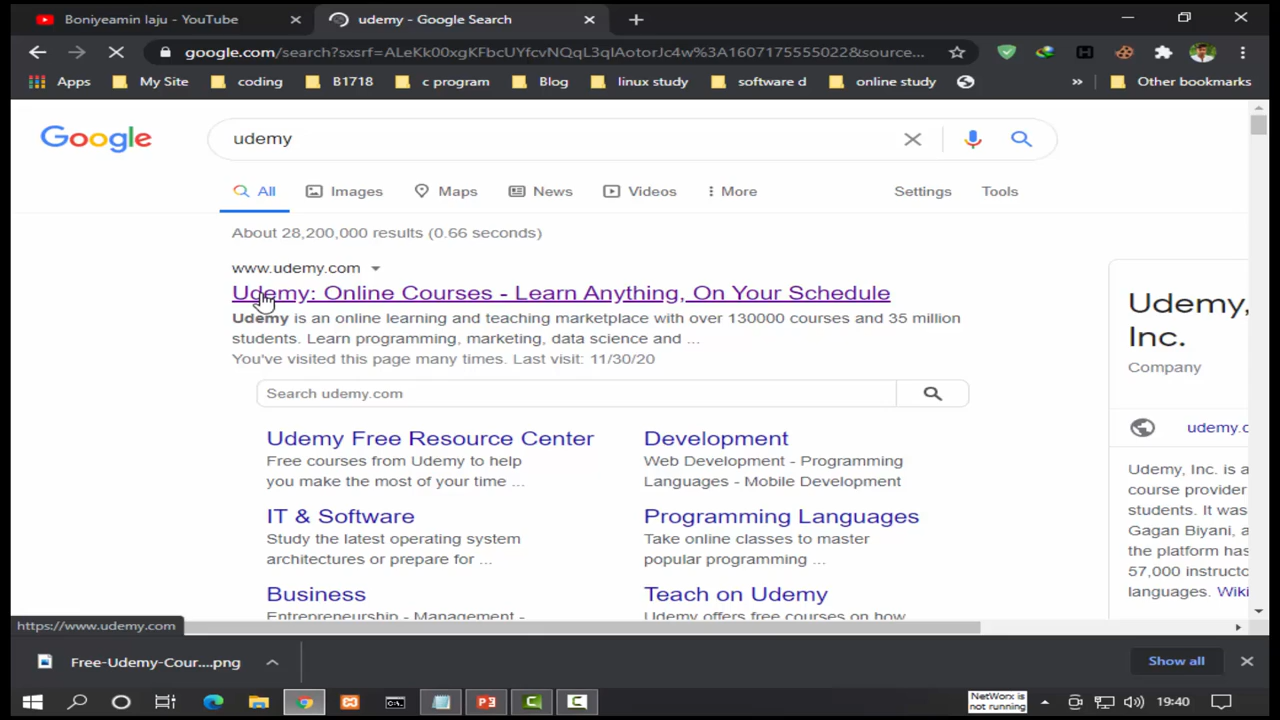 Boniyeamin laju - YouTube
udemy - Google Search
google.com/search?sxsrf=ALeKk00xgKFbcUYfcvNQqL3qlAotorJc4w%3A1607175555022&source...
Apps
My Site
coding
B1718
c program
Blog
linux study
software d
online study
»
Other bookmarks
Google
udemy
All
Images
Maps
News
Videos
More
Settings
Tools
About 28,200,000 results (0.66 seconds)
www.udemy.com
Udemy: Online Courses - Learn Anything, On Your Schedule
Udemy is an online learning and teaching marketplace with over 130000 courses and 35 million
students. Learn programming, marketing, data science and ...
You've visited this page many times. Last visit: 11/30/20
Search udemy.com
Udemy Free Resource Center
Free courses from Udemy to help
you make the most of your time ...
Development
Web Development - Programming
Languages - Mobile Development
IT & Software
Study the latest operating system
architectures or prepare for ...
Programming Languages
Take online classes to master
popular programming ...
Business
Entrepreneurship - Management -
Teach on Udemy
Udemy offers free courses on how
Udemy,
Inc.
Company
udemy.c
Udemy, Inc. is a
course provider
students. It was
Gagan Biyani, a
the platform has
57,000 instructo
languages. Wiki
https://www.udemy.com
Free-Udemy-Cour....png
Show all
NetWorx is
not running
19:40